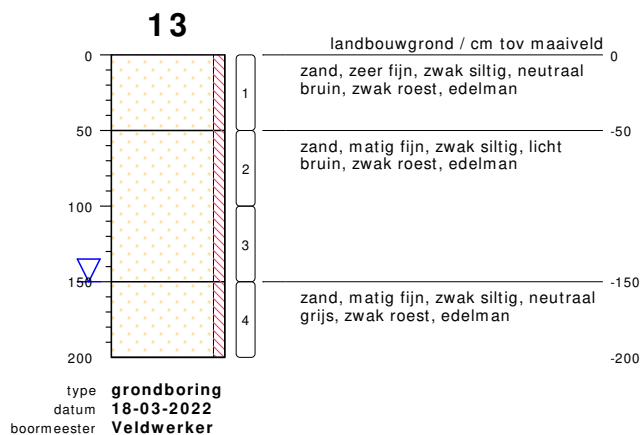 13
landbouwgrond / cm tov maaiveld
0
0
zand, zeer fijn, zwak siltig, neutraal
bruin, zwak roest, edelman
1
50
-50
zand, matig fijn, zwak siltig, licht
bruin, zwak roest, edelman
2
100
3
150
-150
zand, matig fijn, zwak siltig, neutraal
grijs, zwak roest, edelman
4
200
-200
type grondboring
datum 18-03-2022
boormeester Veldwerker